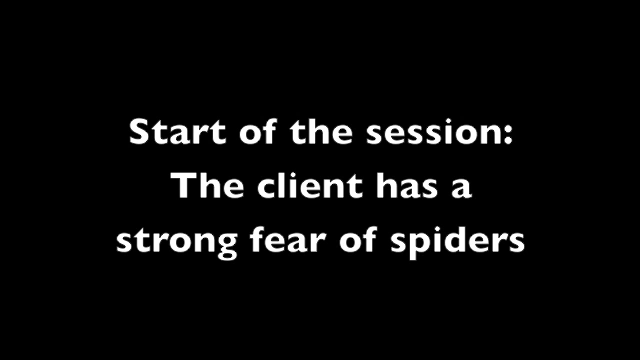 Start of the session:
The client has a
strong fear of spiders